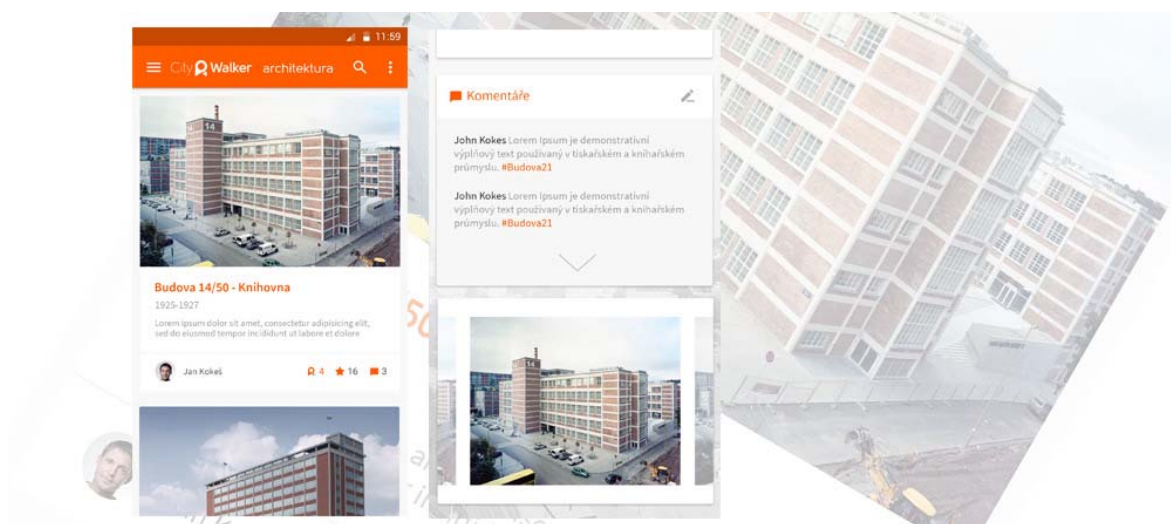 11:59
City Walker architektura
14
Budova 14/50 - Knihovna
1925-1927
Lorem ipsum dolor sit amet, consectetur adipisicing elit,
sed do eiusmod tempor incididunt ut labore et dolore
Jan Kokeš
4 16 3
Komentáře
John Kokes Lorem Ipsum je demonstrativní
výplňový text používaný v tiskařském a knihařském
průmyslu. #Budova21
John Kokes Lorem Ipsum je demonstrativní
výplňový text používaný v tiskařském a knihařském
průmyslu. #Budova21
14